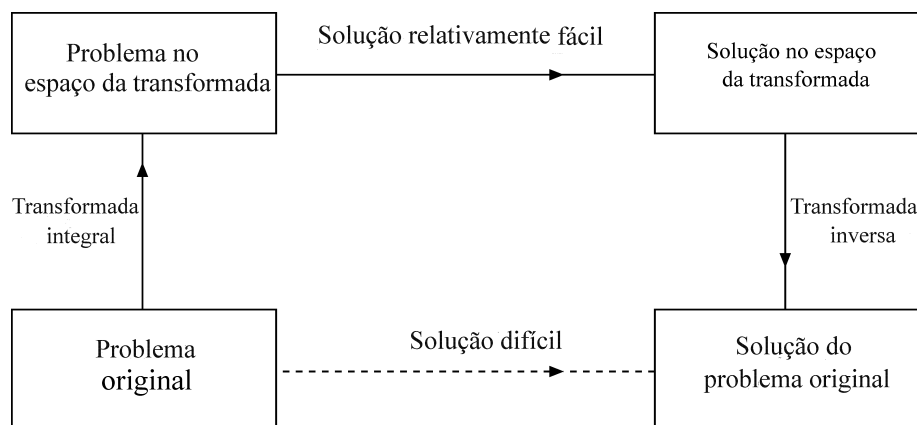 Problema no
espaço da transformada
Solução relativamente fácil
Solução no espaço
da transformada
Transformada
integral
Transformada
inversa
Problema
original
Solução difícil
Solução do
problema original